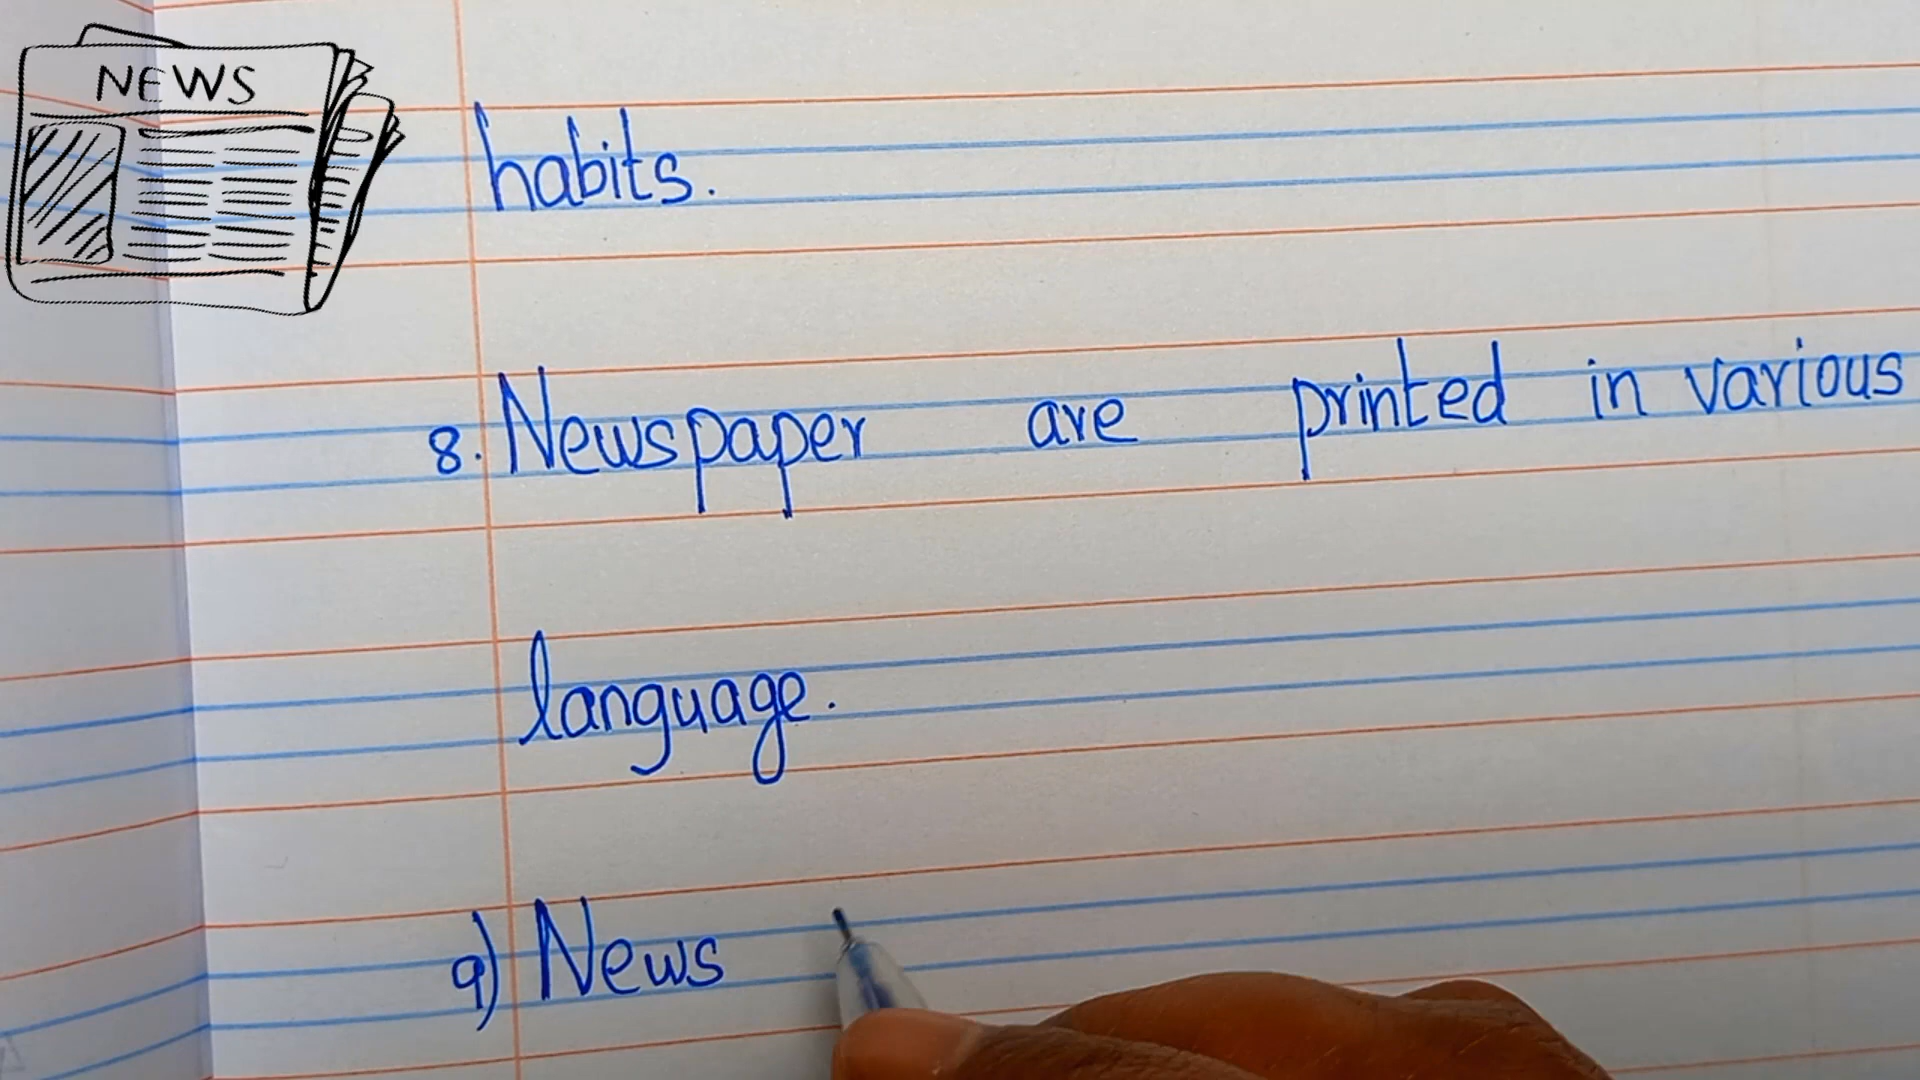 NEWS
habits.
8. Newspaper are printed in various
language.
9) News